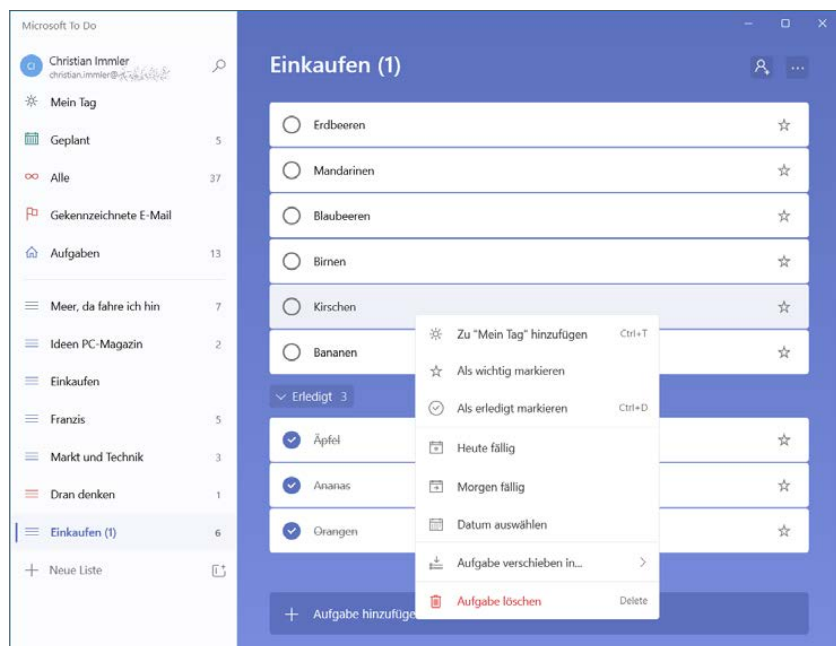 Microsoft To Do
Christian Immler
christian.immler@
Mein Tag
Geplant 5
Alle 37
Gekennzeichnete E-Mail
Aufgaben 13
Meer, da fahre ich hin 7
Ideen PC-Magazin 2
Einkaufen
Franzis 5
Markt und Technik 3
Dran denken 1
Einkaufen (1) 6
Neue Liste
Einkaufen (1)
Erdbeeren
Mandarinen
Blaubeeren
Birnen
Kirschen
Bananen
Erledigt 3
Äpfel
Ananas
Orangen
Aufgabe hinzufüge
Zu "Mein Tag" hinzufügen Ctrl+T
Als wichtig markieren
Als erledigt markieren Ctrl+D
Heute fällig
Morgen fällig
Datum auswählen
Aufgabe verschieben in...
Aufgabe löschen Delete